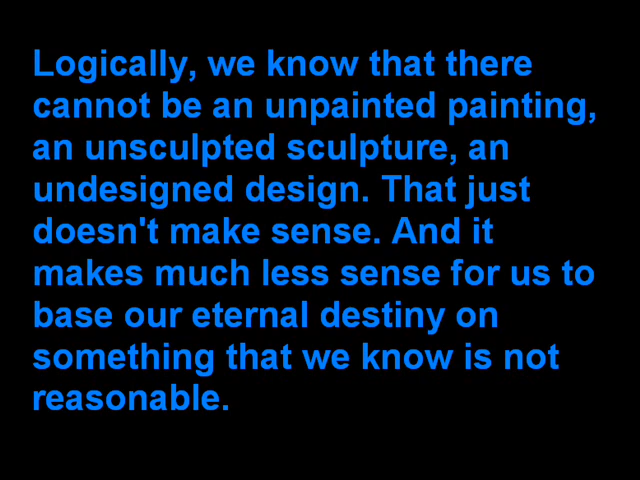 Logically, we know that there
cannot be an unpainted painting,
an unsculpted sculpture, an
undesigned design. That just
doesn't make sense. And it
makes much less sense for us to
base our eternal destiny on
something that we know is not
reasonable.